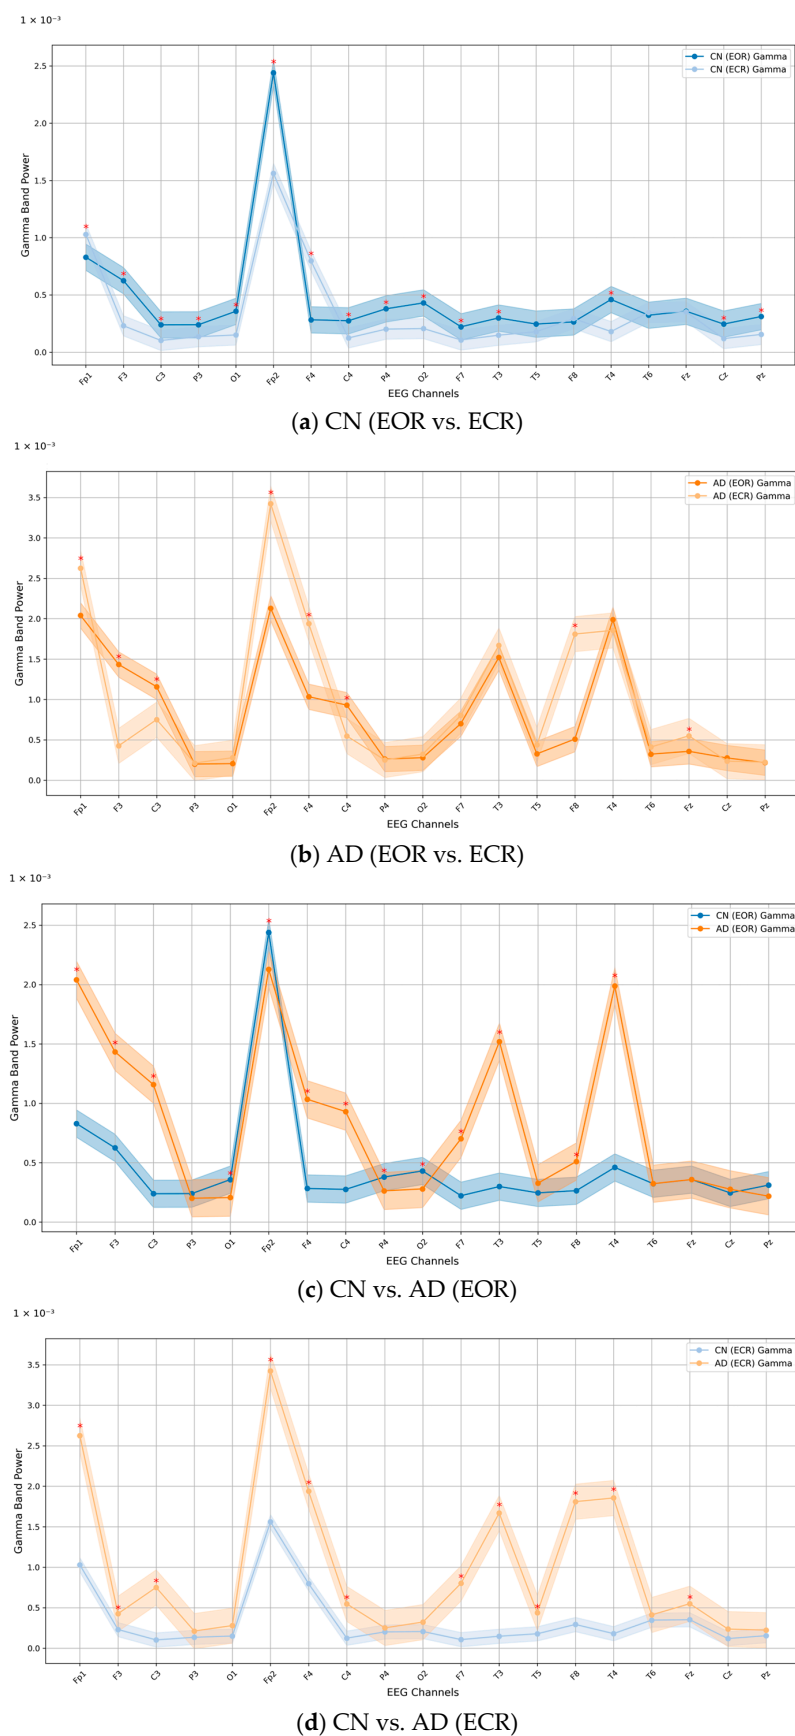 1 × 10⁻³
2.5
2.0
1.5
1.0
0.5
0.0
Gamma Band Power
CN (EOR) Gamma
CN (ECR) Gamma
Fp1 F3 C3 P3 O1 Fp2 F4 C4 P4 O2 F7 T3 T5 F8 T4 T6 Fz Cz Pz
EEG Channels
(a) CN (EOR vs. ECR)
1 × 10⁻³
3.5
3.0
2.5
2.0
1.5
1.0
0.5
0.0
Gamma Band Power
AD (EOR) Gamma
AD (ECR) Gamma
Fp1 F3 C3 P3 O1 Fp2 F4 C4 P4 O2 F7 T3 T5 F8 T4 T6 Fz Cz Pz
EEG Channels
(b) AD (EOR vs. ECR)
1 × 10⁻³
2.5
2.0
1.5
1.0
0.5
0.0
Gamma Band Power
CN (EOR) Gamma
AD (EOR) Gamma
Fp1 F3 C3 P3 O1 Fp2 F4 C4 P4 O2 F7 T3 T5 F8 T4 T6 Fz Cz Pz
EEG Channels
(c) CN vs. AD (EOR)
1 × 10⁻³
3.5
3.0
2.5
2.0
1.5
1.0
0.5
0.0
Gamma Band Power
CN (ECR) Gamma
AD (ECR) Gamma
Fp1 F3 C3 P3 O1 Fp2 F4 C4 P4 O2 F7 T3 T5 F8 T4 T6 Fz Cz Pz
EEG Channels
(d) CN vs. AD (ECR)